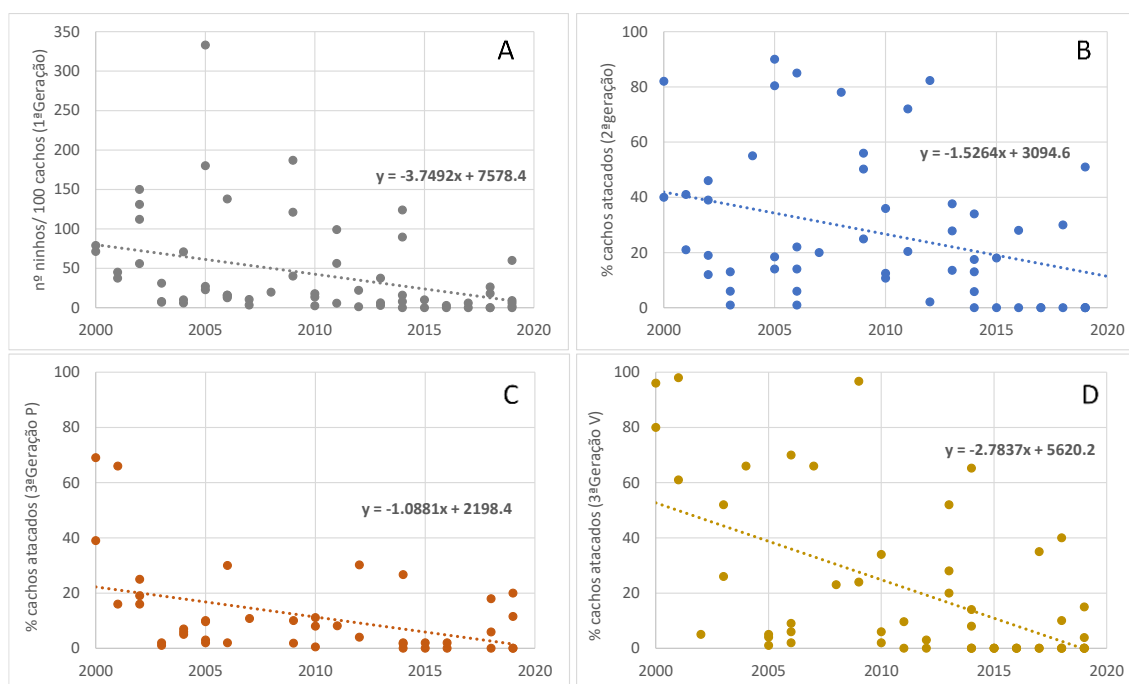 A
nº ninhos/ 100 cachos (1ªGeração)
350
300
250
200
150
100
50
0
y = -3.7492x + 7578.4
2000 2005 2010 2015 2020
B
% cachos atacados (2ªgeração)
100
80
60
40
20
0
y = -1.5264x + 3094.6
2000 2005 2010 2015 2020
C
% cachos atacados (3ªGeração P)
100
80
60
40
20
0
y = -1.0881x + 2198.4
2000 2005 2010 2015 2020
D
% cachos atacados (3ªGeração V)
100
80
60
40
20
0
y = -2.7837x + 5620.2
2000 2005 2010 2015 2020